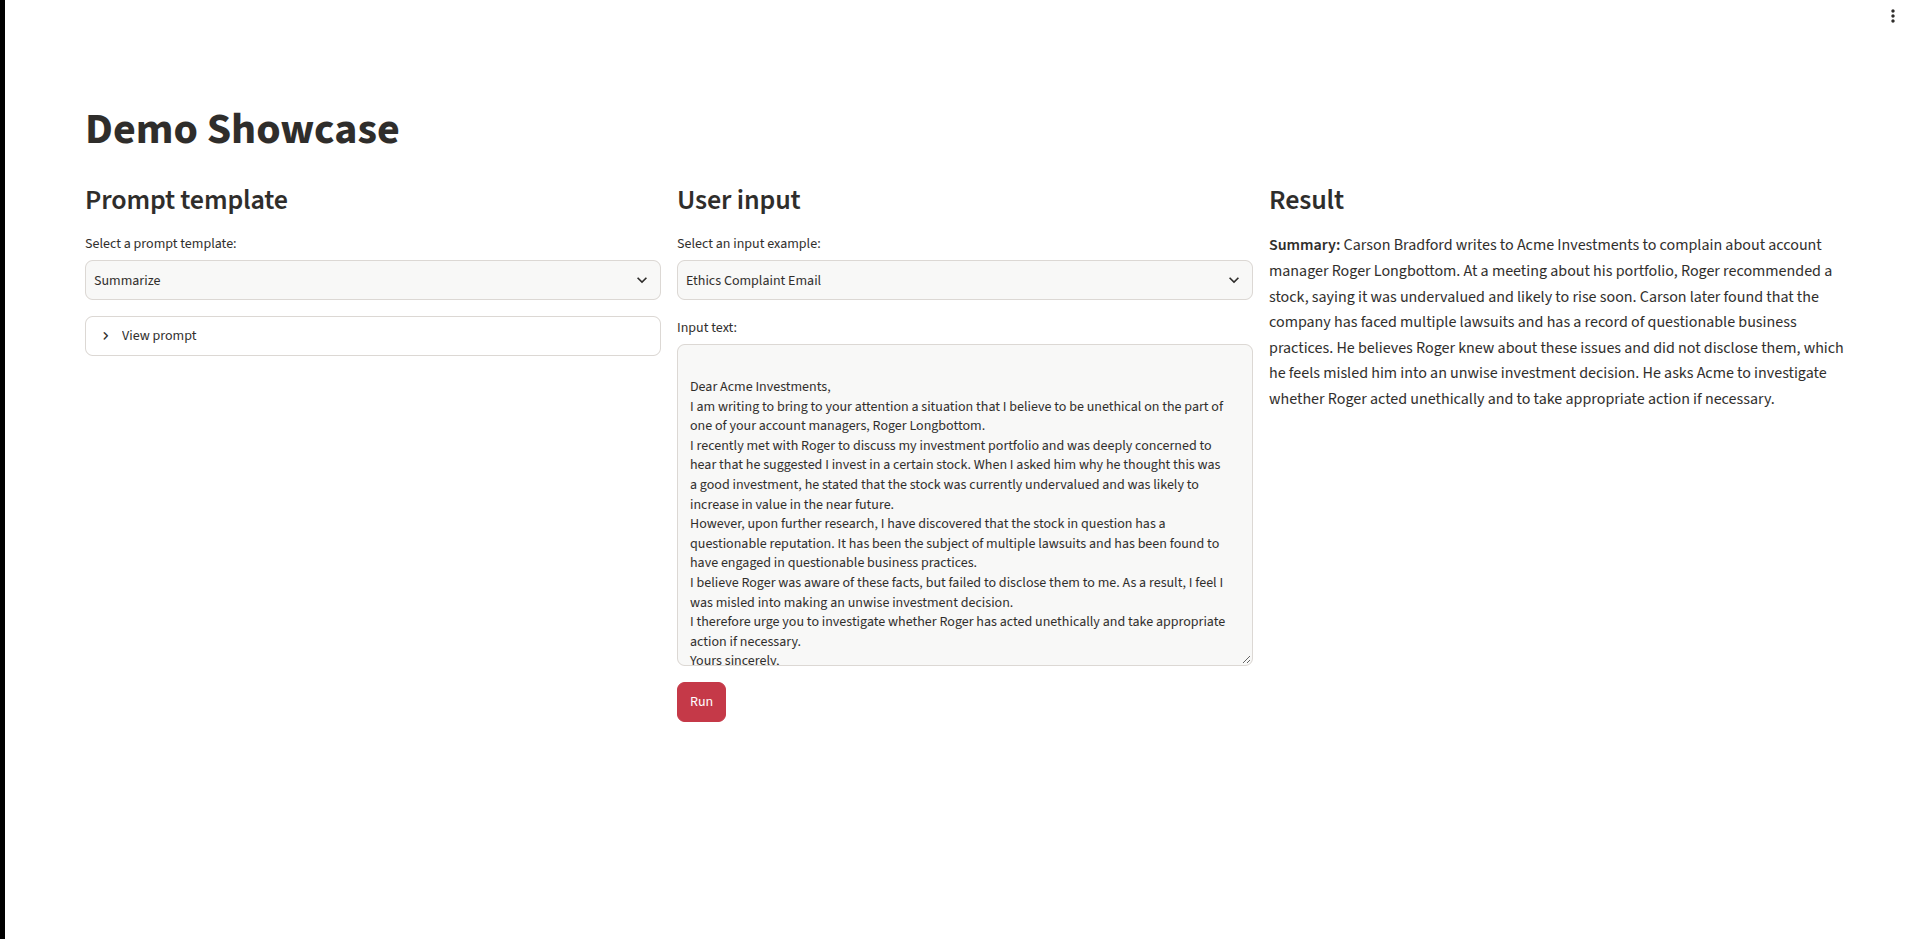 Demo Showcase
Prompt template
Select a prompt template:
Summarize
View prompt
User input
Select an input example:
Ethics Complaint Email
Input text:
Dear Acme Investments,
I am writing to bring to your attention a situation that I believe to be unethical on the part of
one of your account managers, Roger Longbottom.
I recently met with Roger to discuss my investment portfolio and was deeply concerned to
hear that he suggested I invest in a certain stock. When I asked him why he thought this was
a good investment, he stated that the stock was currently undervalued and was likely to
increase in value in the near future.
However, upon further research, I have discovered that the stock in question has a
questionable reputation. It has been the subject of multiple lawsuits and has been found to
have engaged in questionable business practices.
I believe Roger was aware of these facts, but failed to disclose them to me. As a result, I feel I
was misled into making an unwise investment decision.
I therefore urge you to investigate whether Roger has acted unethically and take appropriate
action if necessary.
Yours sincerely,
Run
Result
Summary: Carson Bradford writes to Acme Investments to complain about account
manager Roger Longbottom. At a meeting about his portfolio, Roger recommended a
stock, saying it was undervalued and likely to rise soon. Carson later found that the
company has faced multiple lawsuits and has a record of questionable business
practices. He believes Roger knew about these issues and did not disclose them, which
he feels misled him into an unwise investment decision. He asks Acme to investigate
whether Roger acted unethically and to take appropriate action if necessary.